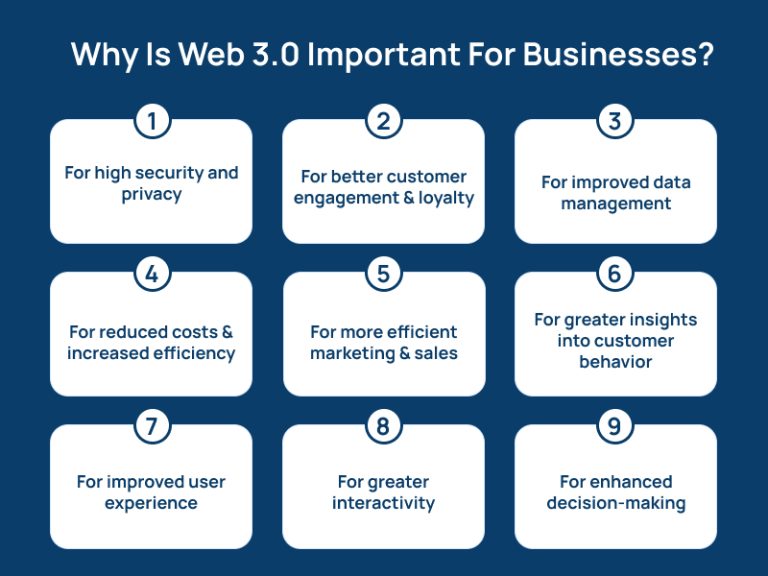 Why Is Web 3.0 Important For Businesses?
1
For high security and
privacy
2
For better customer
engagement & loyalty
3
For improved data
management
4
For reduced costs &
increased efficiency
5
For more efficient
marketing & sales
6
For greater insights
into customer
behavior
7
For improved user
experience
8
For greater
interactivity
9
For enhanced
decision-making